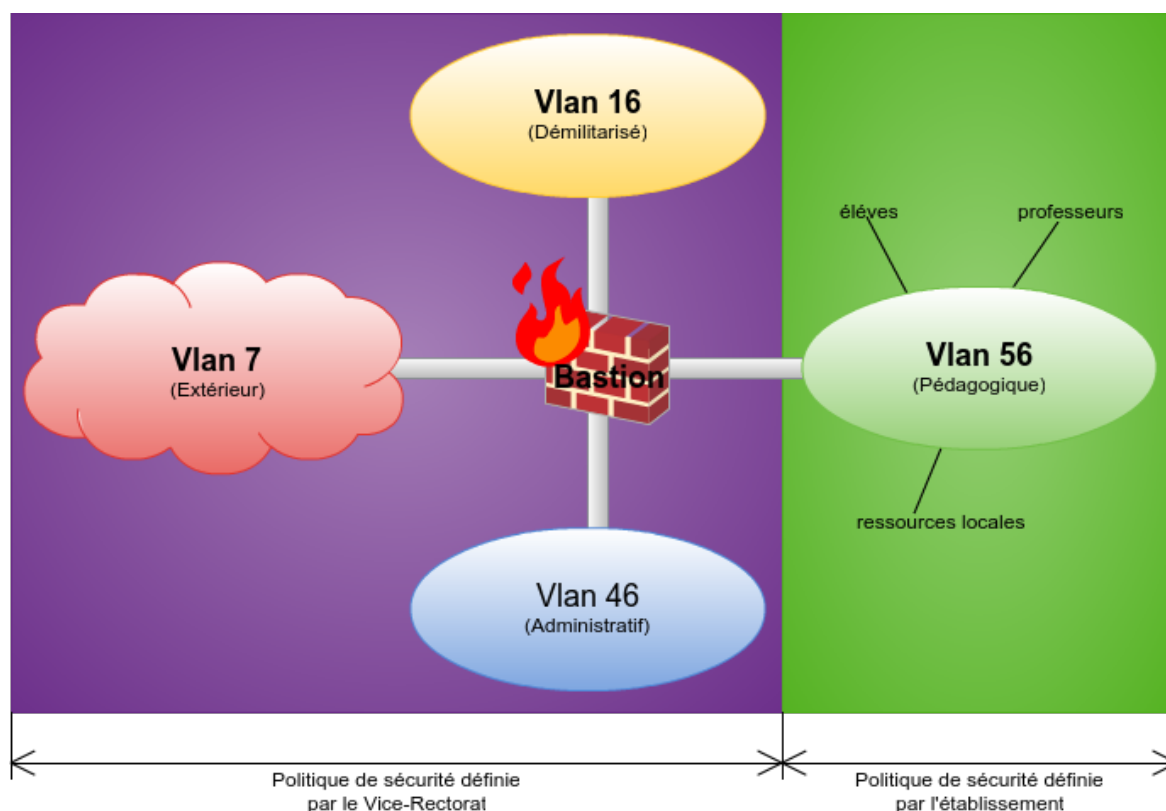 Vlan 16
(Démilitarisé)
éléves
professeurs
Vlan 7
(Extérieur)
Bastion
Vlan 56
(Pédagogique)
ressources locales
Vlan 46
(Administratif)
Politique de sécurité définie
par le Vice-Rectorat
Politique de sécurité définie
par l'établissement